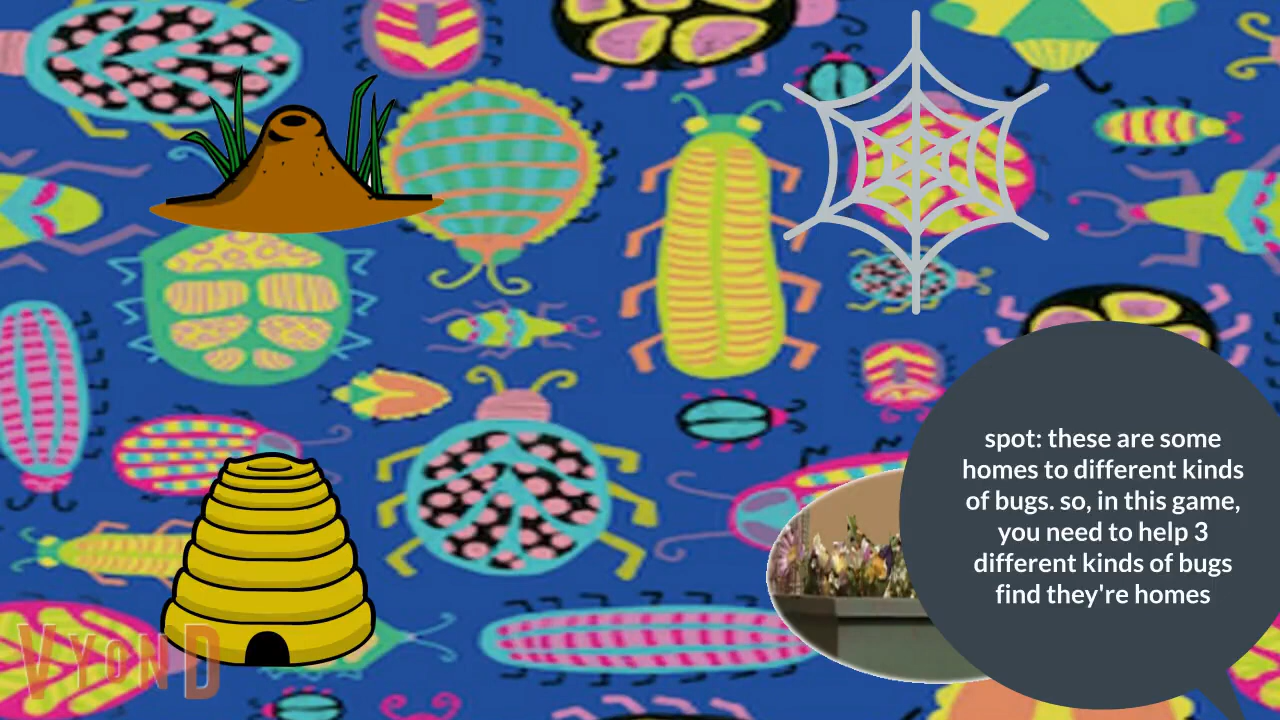 spot: these are some
homes to different kinds
of bugs. so, in this game,
you need to help 3
different kinds of bugs
find they're homes
VYOND